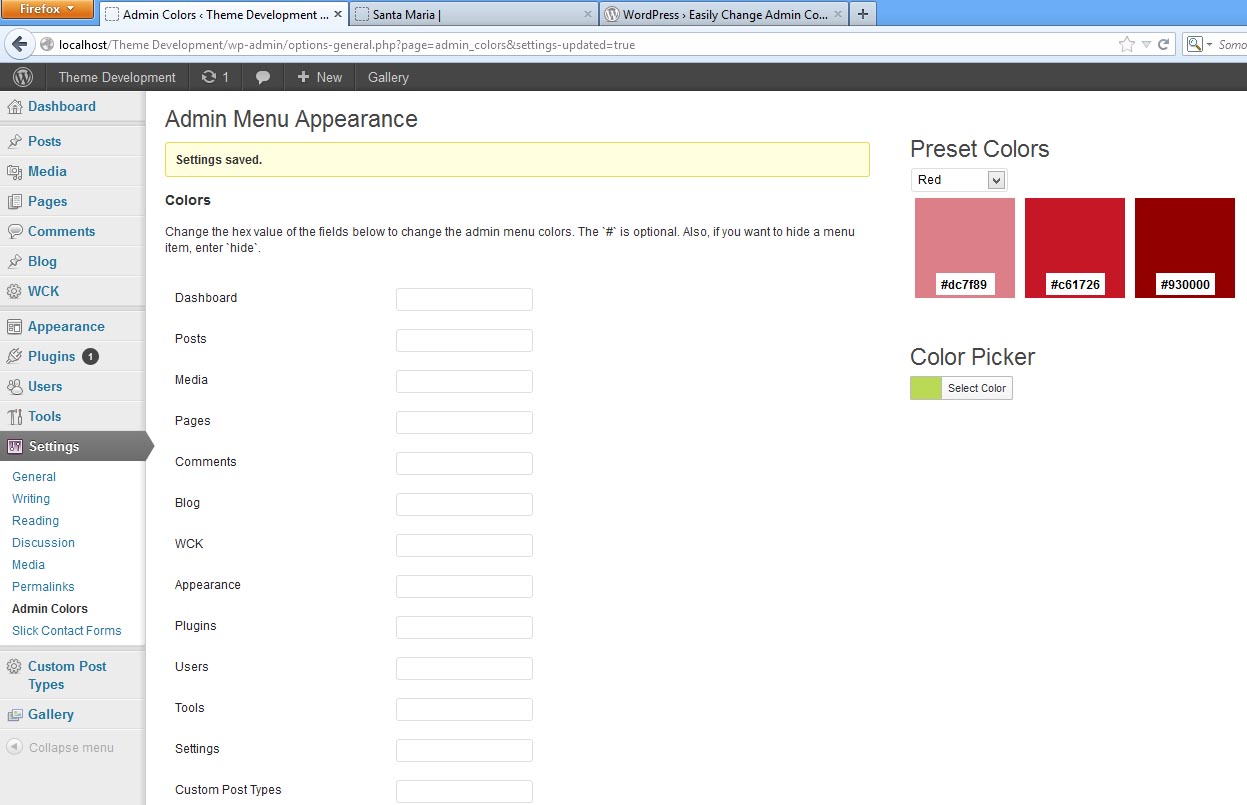 Firefox
Admin Colors ‹ Theme Development ...
Santa Maria |
WordPress › Easily Change Admin Co...
localhost/Theme Development/wp-admin/options-general.php?page=admin_colors&settings-updated=true
Somo
Theme Development
1
New
Gallery
Dashboard
Posts
Media
Pages
Comments
Blog
WCK
Appearance
Plugins 1
Users
Tools
Settings
General
Writing
Reading
Discussion
Media
Permalinks
Admin Colors
Slick Contact Forms
Custom Post
Types
Gallery
Collapse menu
Admin Menu Appearance
Settings saved.
Colors
Change the hex value of the fields below to change the admin menu colors. The `#` is optional. Also, if you want to hide a menu
item, enter `hide`.
Dashboard
Posts
Media
Pages
Comments
Blog
WCK
Appearance
Plugins
Users
Tools
Settings
Custom Post Types
Preset Colors
Red
#dc7f89
#c61726
#930000
Color Picker
Select Color